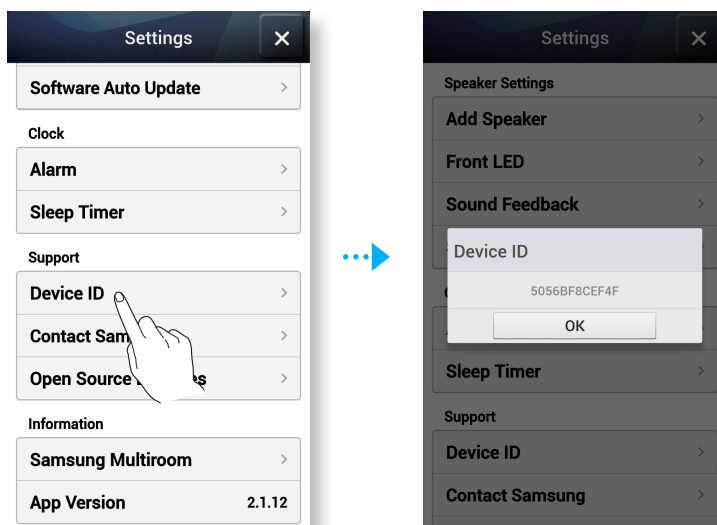 Settings
Software Auto Update
Clock
Alarm
Sleep Timer
Support
Device ID
Contact Sam
Open Source
es
Information
Samsung Multiroom
App Version 2.1.12
Settings
Speaker Settings
Add Speaker
Front LED
Sound Feedback
Device ID
5056BF8CEF4F
OK
Sleep Timer
Support
Device ID
Contact Samsung